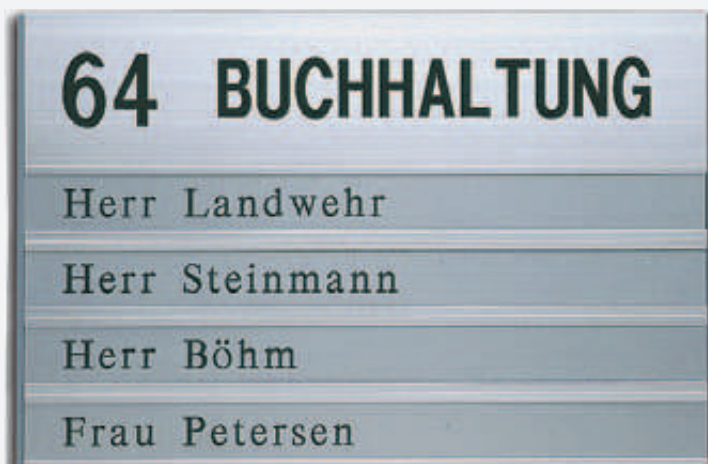 64 BUCHHALTUNG
Herr Landwehr
Herr Steinmann
Herr Böhm
Frau Petersen